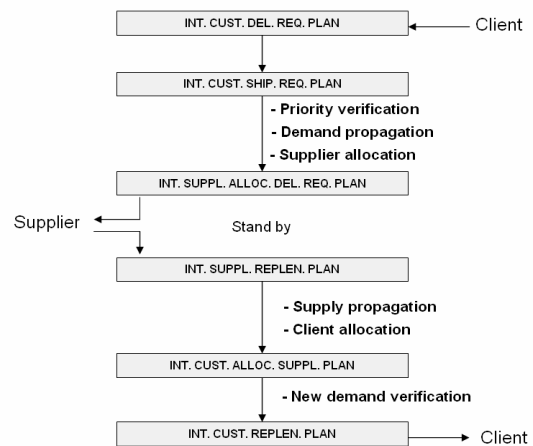 INT. CUST. DEL. REQ. PLAN
Client
INT. CUST. SHIP. REQ. PLAN
- Priority verification
- Demand propagation
- Supplier allocation
INT. SUPPL. ALLOC. DEL. REQ. PLAN
Supplier
Stand by
INT. SUPPL. REPLEN. PLAN
- Supply propagation
- Client allocation
INT. CUST. ALLOC. SUPPL. PLAN
- New demand verification
INT. CUST. REPLEN. PLAN
Client